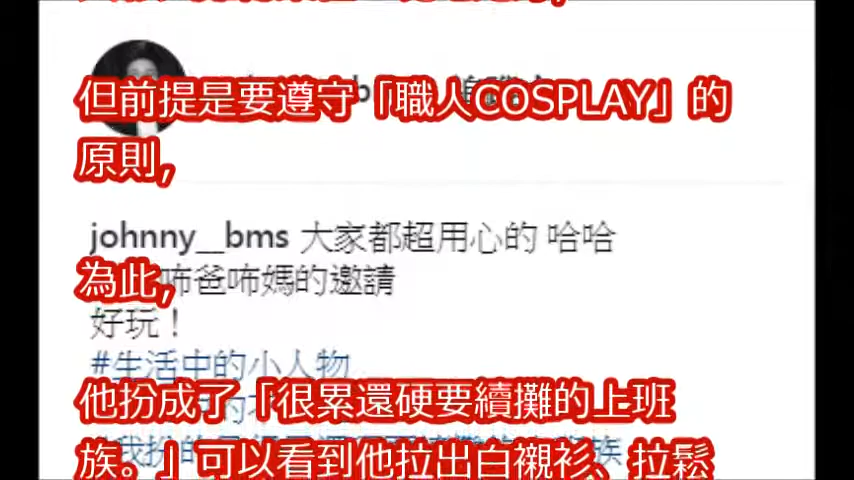 但前提是要遵守「職人COSPLAY」的
原則,
johnny__bms 大家都超用心的 哈哈
為此,
咘爸咘媽的邀請
好玩！
#生活中的小人物
他扮成了「很累還硬要續攤的上班
族。」可以看到他拉出白襯衫、拉鬆